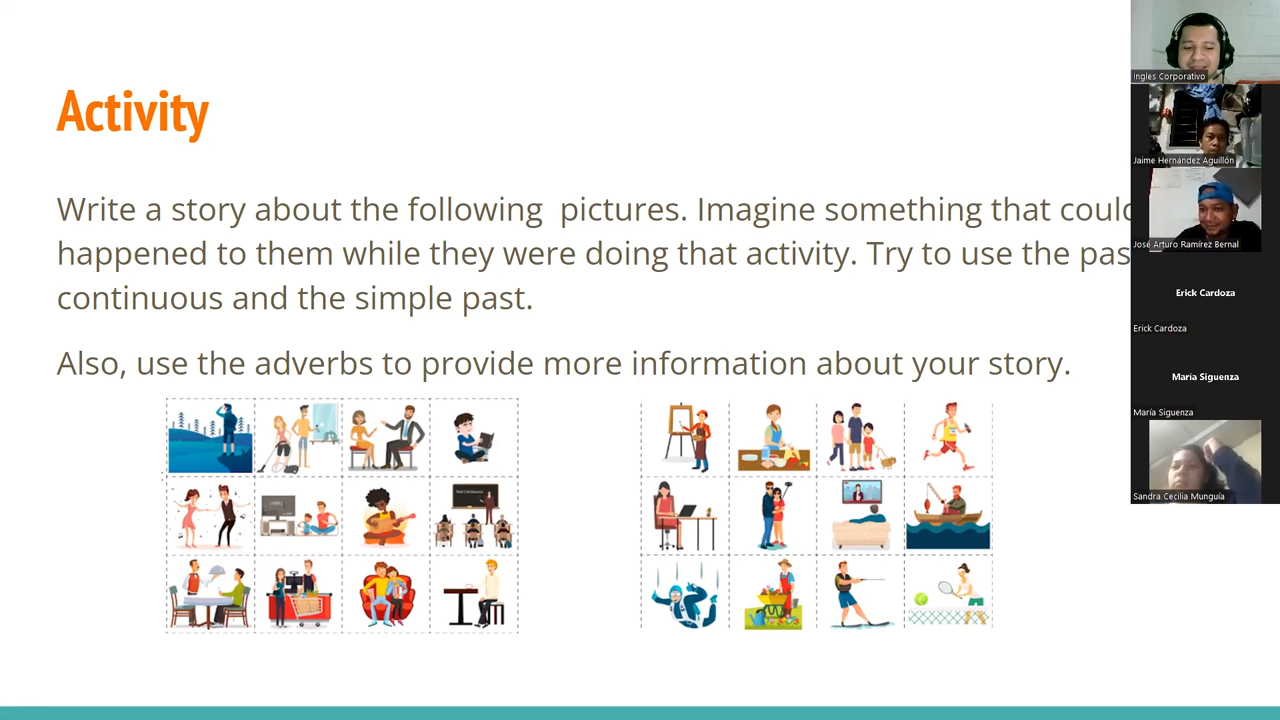 Activity
Write a story about the following pictures. Imagine something that could
happened to them while they were doing that activity. Try to use the pas
continuous and the simple past.
Also, use the adverbs to provide more information about your story.
Past Continuous
Ingles Corporativo
Jaime Hernández Aguillón
José Arturo Ramírez Bernal
Erick Cardoza
Erick Cardoza
María Siguenza
María Siguenza
Sandra Cecilia Munguía